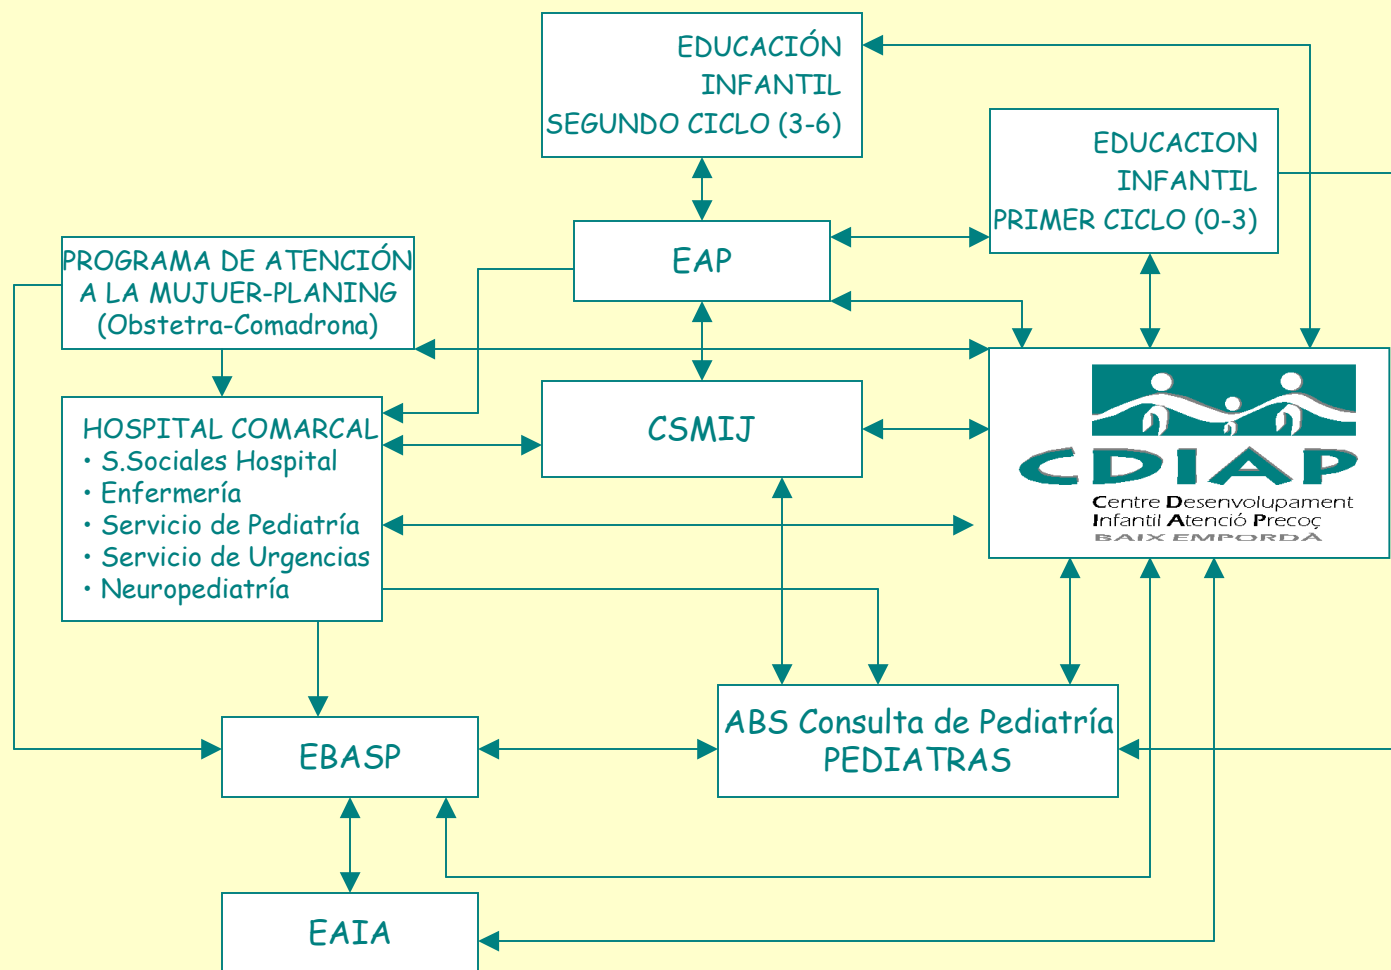 EDUCACIÓN
INFANTIL
SEGUNDO CICLO (3-6)
EDUCACION
INFANTIL
PRIMER CICLO (0-3)
EAP
PROGRAMA DE ATENCIÓN
A LA MUJUER-PLANING
(Obstetra-Comadrona)
HOSPITAL COMARCAL
• S.Sociales Hospital
• Enfermería
• Servicio de Pediatría
• Servicio de Urgencias
• Neuropediatría
CSMIJ
CDIAP
Centre Desenvolupament
Infantil Atenció Precoç
BAIX EMPORDÀ
ABS Consulta de Pediatría
PEDIATRAS
EBASP
EAIA